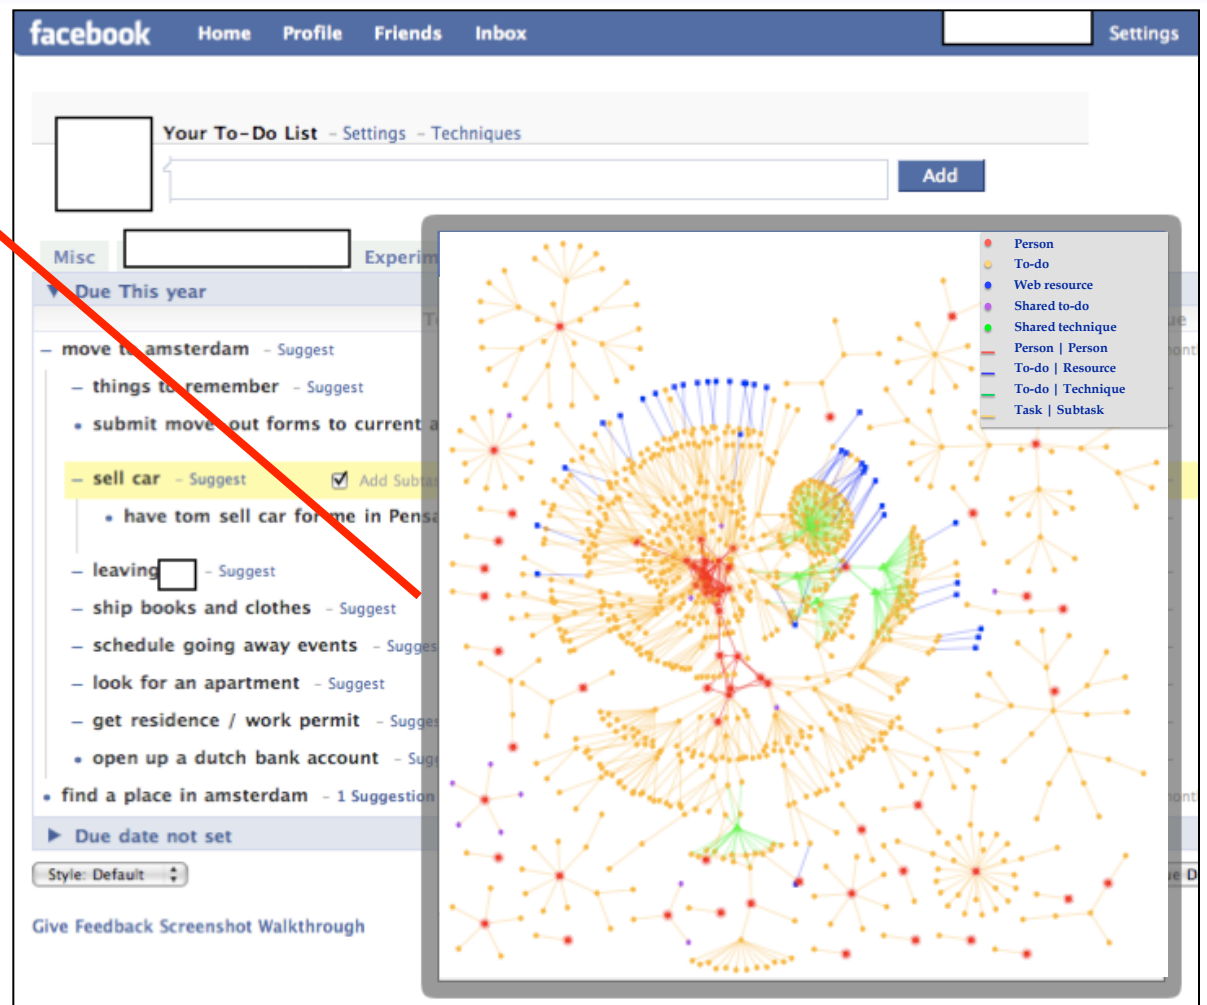 facebook Home Profile Friends Inbox Settings
Your To-Do List - Settings - Techniques
Add
Misc Experim
▼ Due This year
– move to amsterdam - Suggest
– things to remember - Suggest
• submit move out forms to current a
– sell car - Suggest Add Subta
• have tom sell car for me in Pensa
– leaving - Suggest
– ship books and clothes - Suggest
– schedule going away events - Sugges
– look for an apartment - Suggest
– get residence / work permit - Sugges
• open up a dutch bank account - Sug
• find a place in amsterdam - 1 Suggestion
▶ Due date not set
Style: Default
Give Feedback Screenshot Walkthrough
Person
To-do
Web resource
Shared to-do
Shared technique
Person | Person
To-do | Resource
To-do | Technique
Task | Subtask